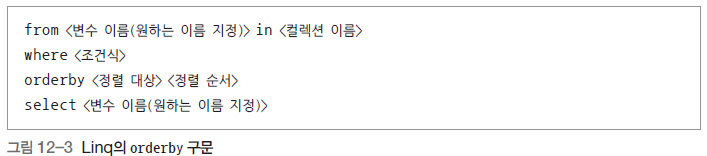 from <변수 이름(원하는 이름 지정)> in <컬렉션 이름>
where <조건식>
orderby <정렬 대상> <정렬 순서>
select <변수 이름(원하는 이름 지정)>
그림 12-3 Linq의 orderby 구문